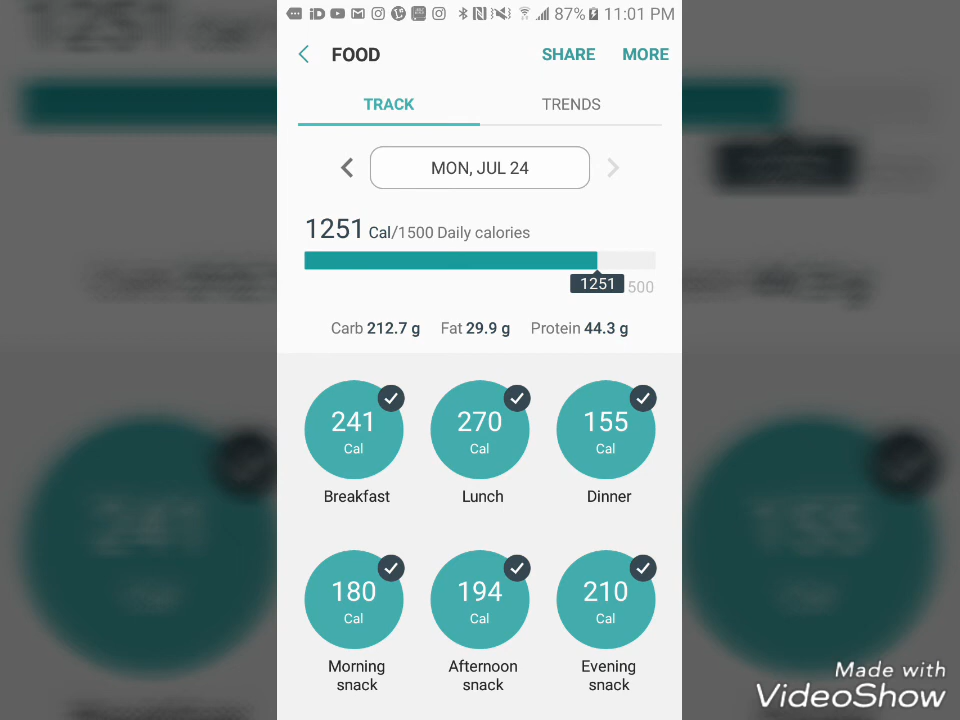 87% 11:01 PM
FOOD SHARE MORE
TRACK TRENDS
MON, JUL 24
1251 Cal/1500 Daily calories
1251 500
Carb 212.7 g Fat 29.9 g Protein 44.3 g
241 270 155
Cal Cal Cal
Breakfast Lunch Dinner
180 194 210
Cal Cal Cal
Morning snack Afternoon snack Evening snack
Made with
VideoShow